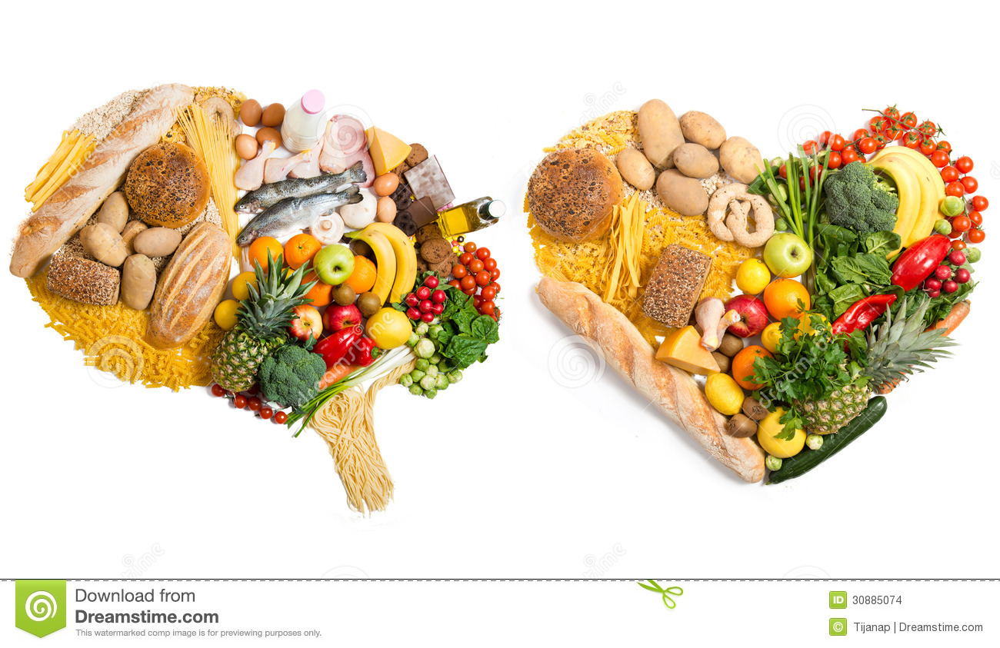 Download from
Dreamstime.com
This watermarked comp image is for previewing purposes only.
ID 30885074
© Tijanap | Dreamstime.com